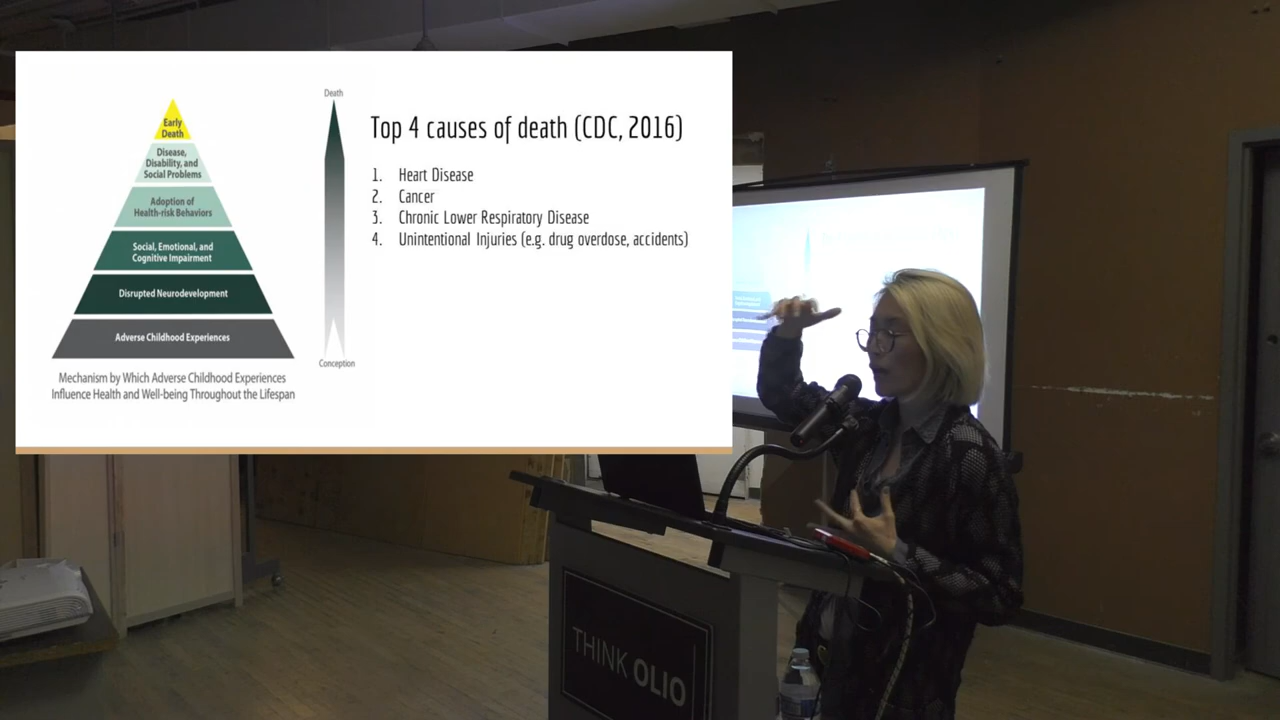 Early
Death
Disease,
Disability, and
Social Problems
Adoption of
Health-risk Behaviors
Social, Emotional, and
Cognitive Impairment
Disrupted Neurodevelopment
Adverse Childhood Experiences
Mechanism by Which Adverse Childhood Experiences
Influence Health and Well-being Throughout the Lifespan
Death
Conception
Top 4 causes of death (CDC, 2016)
1. Heart Disease
2. Cancer
3. Chronic Lower Respiratory Disease
4. Unintentional Injuries (e.g. drug overdose, accidents)
THINK OLIO